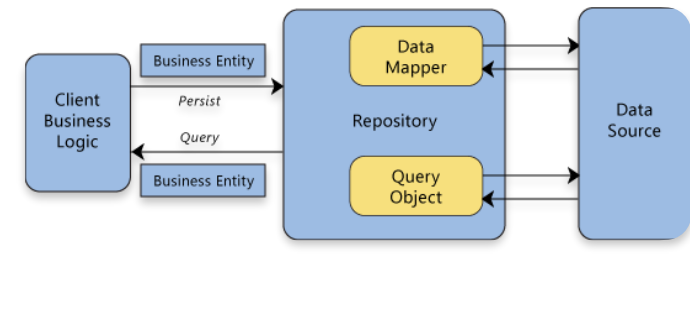 Client
Business
Logic
Business Entity
Persist
Query
Business Entity
Data
Mapper
Repository
Query
Object
Data
Source